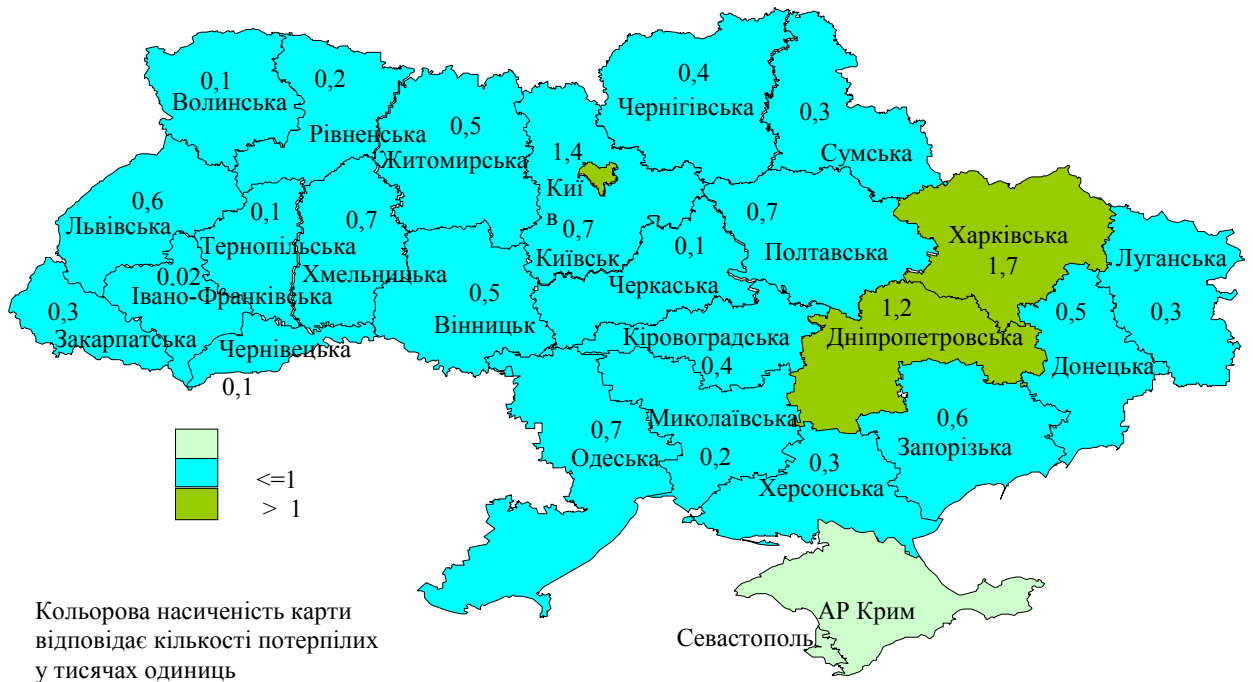 0,1
Волинська
0,2
Рівненська
0,5
Житомирська
1,4
Киї
в
0,7
Київськ
0,4
Чернігівська
0,3
Сумська
0,6
Львівська
0,1
Тернопільська
0,7
Хмельницька
0.02
Івано-Франківська
0,3
Закарпатська
Чернівецька
0,1
0,5
Вінницьк
0,1
Черкаська
0,7
Полтавська
Харківська
1,7
Луганська
0,3
0,5
Донецька
1,2
Дніпропетровська
Кіровоградська
0,4
Миколаївська
0,2
0,7
Одеська
0,3
Херсонська
0,6
Запорізька
АР Крим
Севастополь
<=1
> 1
Кольорова насиченість карти
відповідає кількості потерпілих
у тисячах одиниць